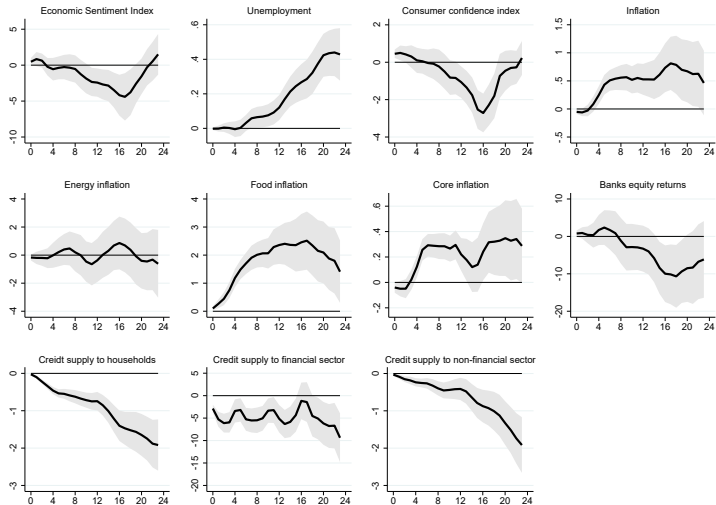 Economic Sentiment Index
5
0
-5
-10
0 4 8 12 16 20 24
Unemployment
.6
.4
.2
0
0 4 8 12 16 20 24
Consumer confidence index
2
0
-2
-4
0 4 8 12 16 20 24
Inflation
1.5
1
.5
0
-.5
0 4 8 12 16 20 24
Energy inflation
4
2
0
-2
-4
0 4 8 12 16 20 24
Food inflation
4
3
2
1
0
0 4 8 12 16 20 24
Core inflation
.6
.4
.2
0
-.2
0 4 8 12 16 20 24
Banks equity returns
10
0
-10
-20
0 4 8 12 16 20 24
Creidt supply to households
0
-1
-2
-3
0 4 8 12 16 20 24
Credit supply to financial sector
5
0
-5
-10
-15
-20
0 4 8 12 16 20 24
Credit supply to non-financial sector
0
-1
-2
-3
0 4 8 12 16 20 24